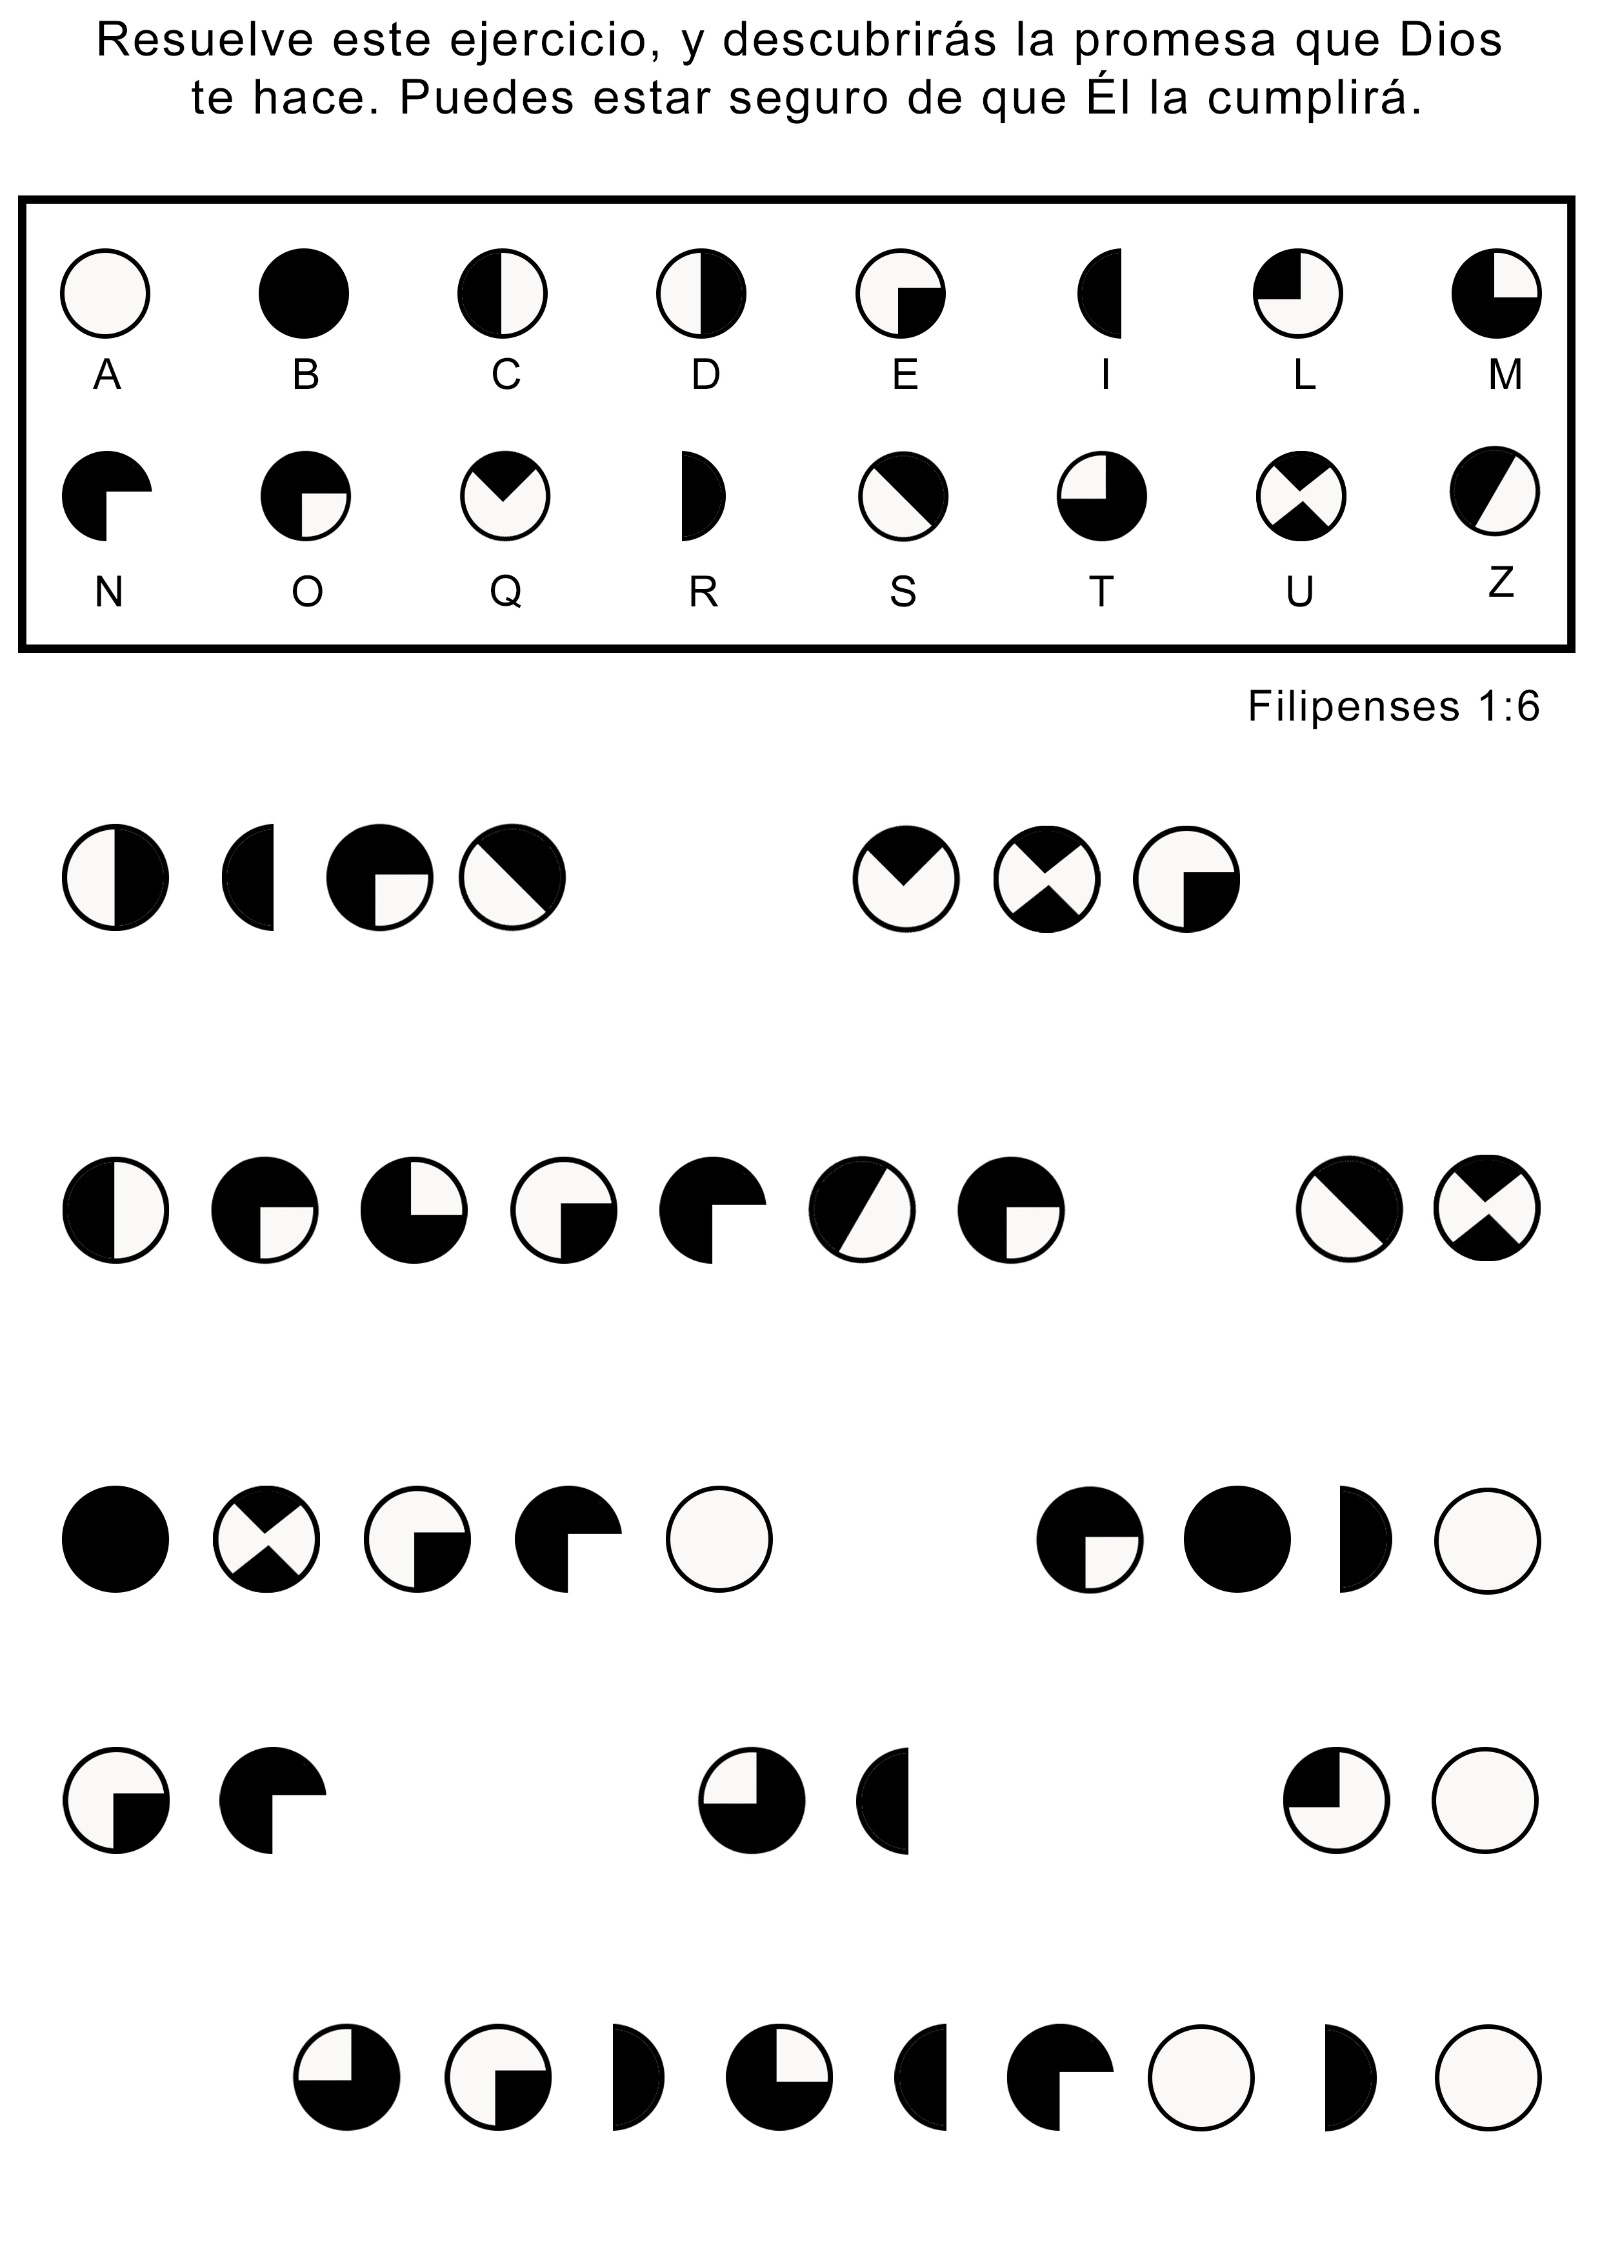 Resuelve este ejercicio, y descubrirás la promesa que Dios
te hace. Puedes estar seguro de que Él la cumplirá.
A B C D E I L M
N O Q R S T U Z
Filipenses 1:6